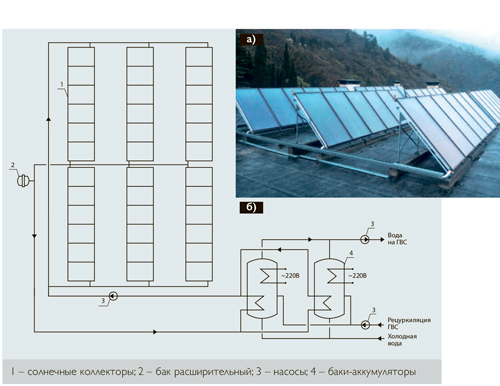 а)
1
2
б)
3
Вода
на ГВС
4
~220В
~220В
3
3
Рецуркиляция
ГВС
Холодная
вода
1 – солнечные коллекторы; 2 – бак расширительный; 3 – насосы; 4 – баки-аккумуляторы